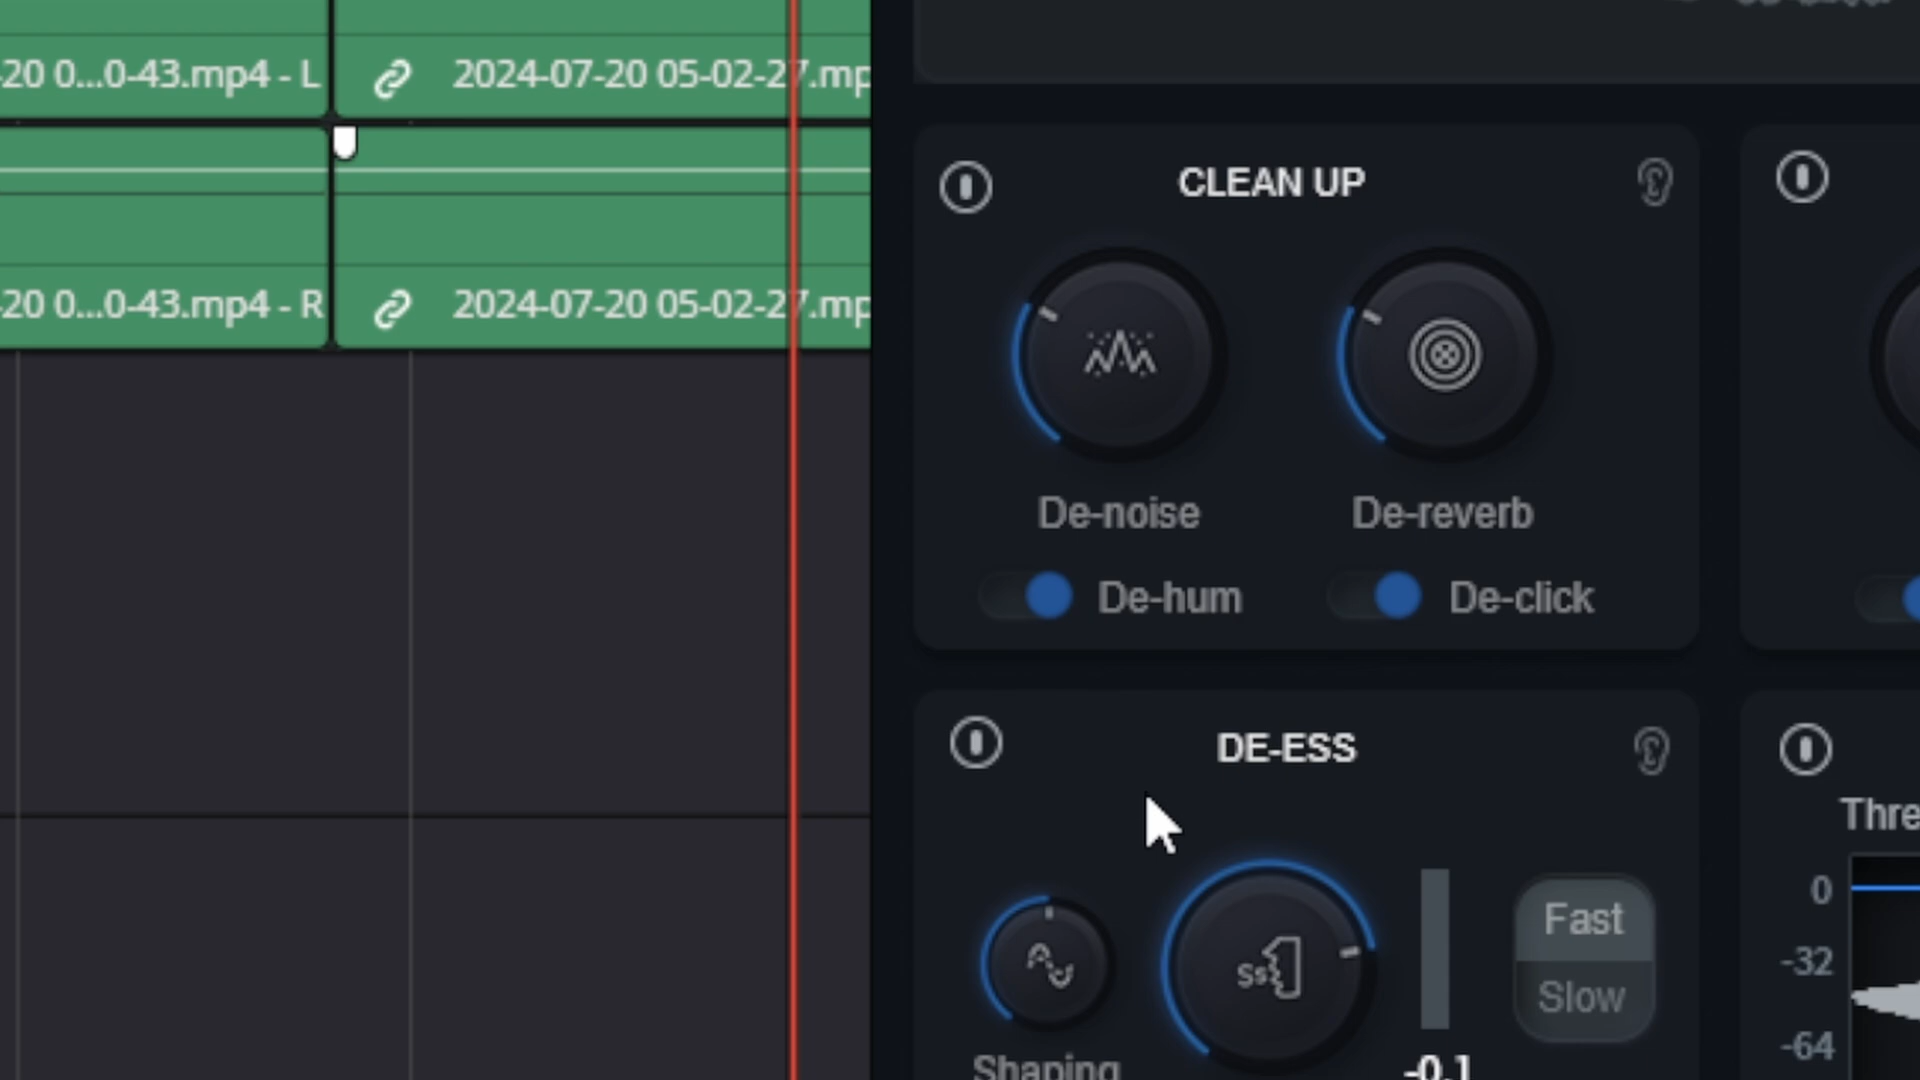 -20 0...0-43.mp4 - L
2024-07-20 05-02-27.mp
-20 0...0-43.mp4 - R
2024-07-20 05-02-27.mp
CLEAN UP
De-noise
De-reverb
De-hum
De-click
DE-ESS
ss
Fast
Slow
Shaping
-0.1
Thre
0
-32
-64